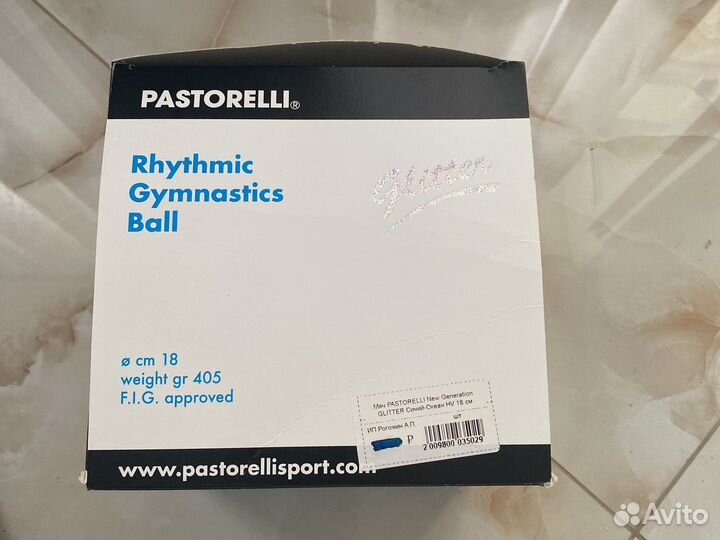 PASTORELLI®
Rhythmic
Gymnastics
Ball
glitter
ø cm 18
weight gr 405
F.I.G. approved
Мяч PASTORELLI New Generation
GLITTER Синий-Океан HV 18 см
шт
ИП Рогожин А.П.
₽
2 009800 035029
www.pastorellisport.com
Avito